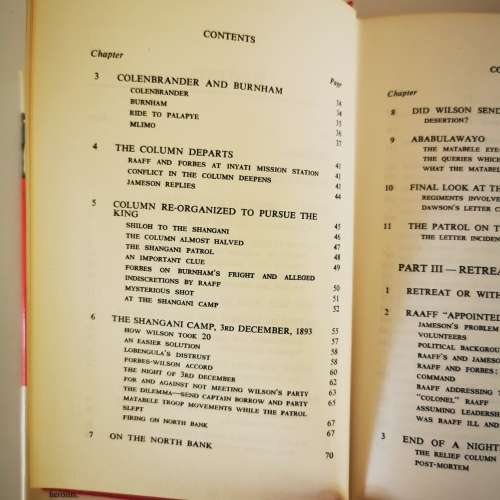 CONTENTS
Chapter Page
3 COLENBRANDER AND BURNHAM 34
COLENBRANDER 34
BURNHAM 35
RIDE TO PALAPYE 36
MLIMO 37
4 THE COLUMN DEPARTS 41
RAAFF AND FORBES AT INYATI MISSION STATION 41
CONFLICT IN THE COLUMN DEEPENS 41
JAMESON REPLIES 44
5 COLUMN RE-ORGANIZED TO PURSUE THE
KING 45
SHILOH TO THE SHANGANI 46
THE COLUMN ALMOST HALVED 47
THE SHANGANI PATROL 48
AN IMPORTANT CLUE 49
FORBES ON BURNHAM'S FRIGHT AND ALLEGED
INDISCRETIONS BY RAAFF 50
MYSTERIOUS SHOT 51
AT THE SHANGANI CAMP 52
6 THE SHANGANI CAMP, 3RD DECEMBER, 1893 55
HOW WILSON TOOK 20 57
AN EASIER SOLUTION 58
LOBENGULA'S DISTRUST 58
FORBES-WILSON ACCORD 60
THE NIGHT OF 3RD DECEMBER 62
FOR AND AGAINST NOT MEETING WILSON'S PARTY 63
THE DILEMMA—SEND CAPTAIN BORROW AND PARTY 65
MATABELE TROOP MOVEMENTS WHILE THE PATROL
SLEPT 67
FIRING ON NORTH BANK 67
7 ON THE NORTH BANK 70
CO
Chapter
8 DID WILSON SEND
DESERTION?
9 ABABULAWAYO
THE MATABELE EYE-
THE QUERIES WHICH
WHAT THE MATABEL
10 FINAL LOOK AT TH
REGIMENTS INVOLVE
DAWSON'S LETTER C
11 THE PATROL ON T
THE LETTER INCIDEN
PART III — RETREA
1 RETREAT OR WITH
2 RAAFF "APPOINTED
JAMESON'S PROBLEM
VOLUNTEERS
POLITICAL BACKGROU
RAAFF'S AND JAMESO
RAAFF AND FORBES:
COMMAND
RAAFF ADDRESSING T
"COLONEL" RAAFF
ASSUMING LEADERSH
WAS RAAFF ILL AND
3 END OF A NIGHT
THE RELIEF COLUMN
POST-MORTEM